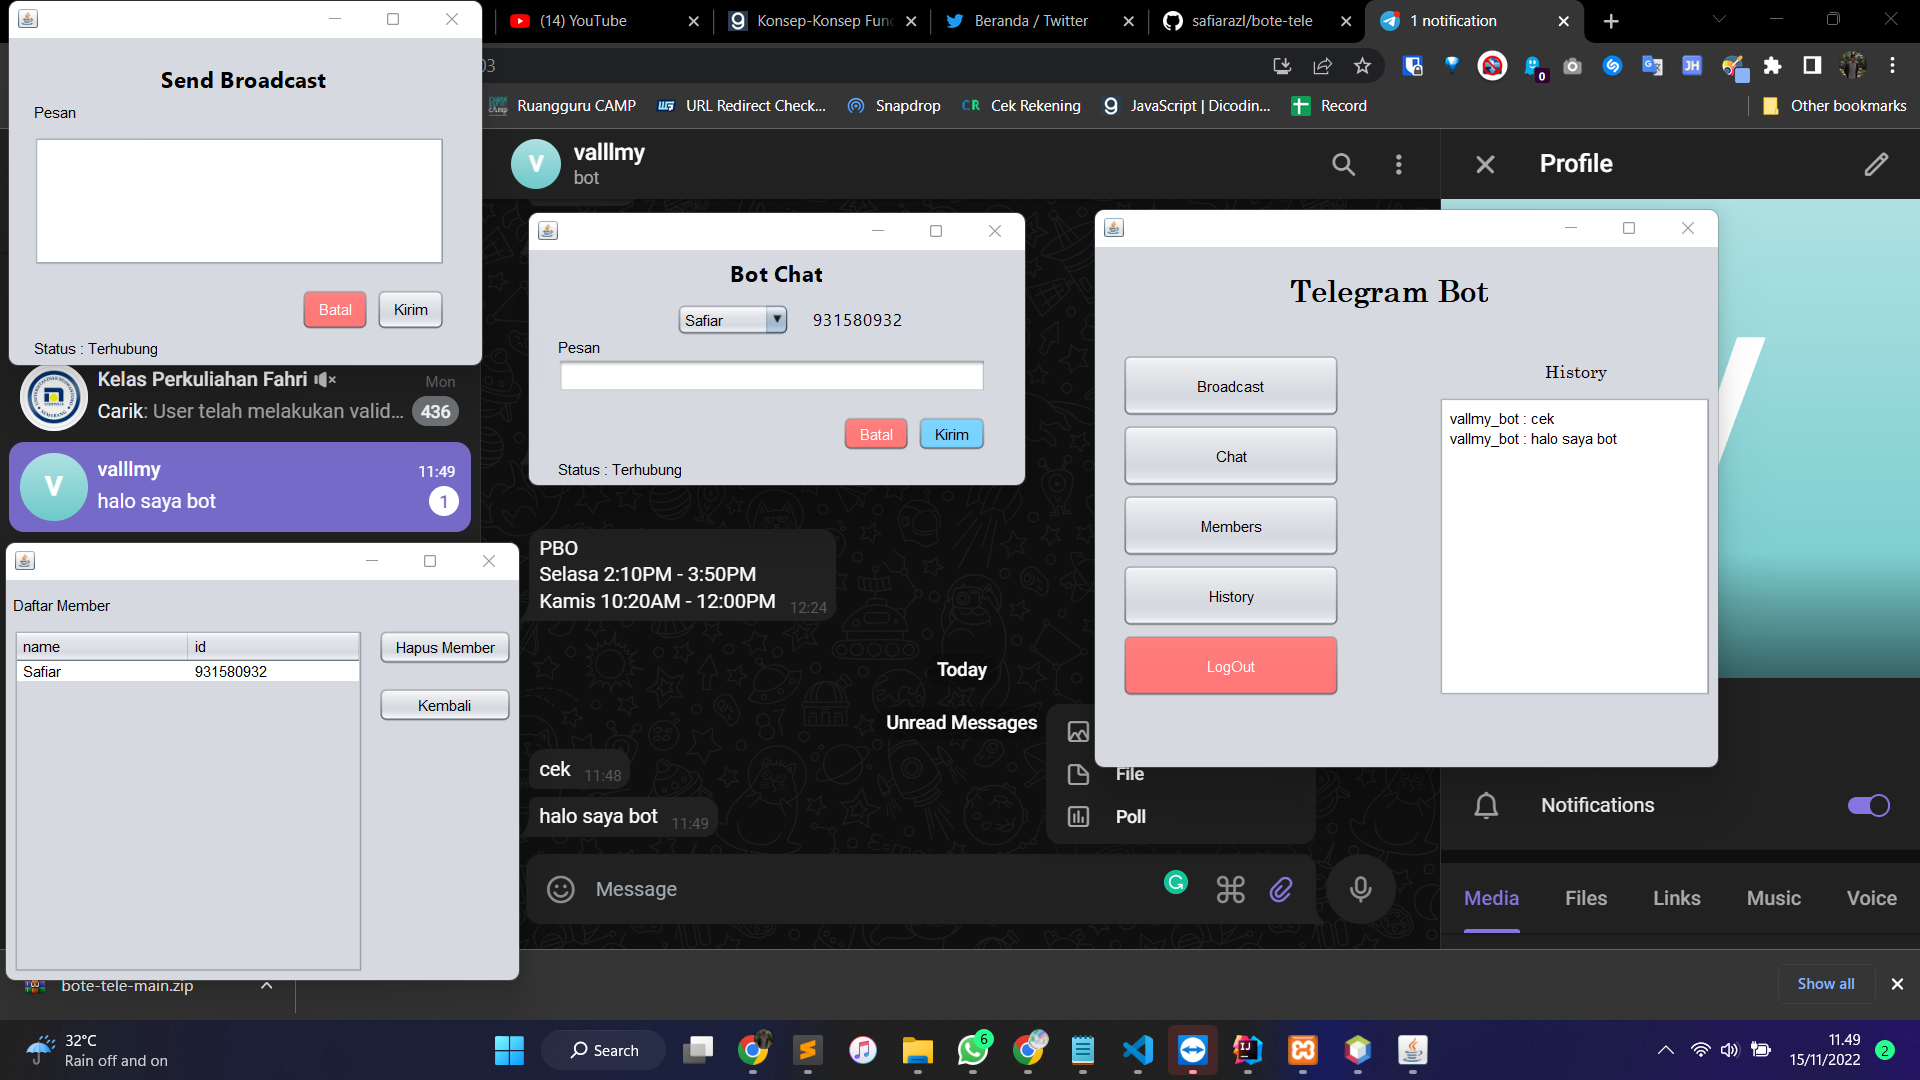 (14) YouTube
Konsep-Konsep Fun
Beranda / Twitter
safiarazl/bote-tele
1 notification
03
0
JH
Ruangguru CAMP
URL Redirect Check...
Snapdrop
CR
Cek Rekening
JavaScript | Dicodin...
Record
Other bookmarks
Send Broadcast
Pesan
Batal
Kirim
Status : Terhubung
V
valllmy
bot
Profile
Bot Chat
Safiar
931580932
Pesan
Batal
Kirim
Status : Terhubung
Telegram Bot
Broadcast
Chat
Members
History
LogOut
History
vallmy_bot : cek
vallmy_bot : halo saya bot
Kelas Perkuliahan Fahri
Mon
Carik: User telah melakukan valid...
436
V
valllmy
11:49
halo saya bot
1
Daftar Member
name
id
Safiar
931580932
Hapus Member
Kembali
PBO
Selasa 2:10PM - 3:50PM
Kamis 10:20AM - 12:00PM
12:24
Today
Unread Messages
cek
11:48
halo saya bot
11:49
File
Poll
Message
Notifications
Media
Files
Links
Music
Voice
bote-tele-main.zip
Show all
32°C
Rain off and on
Search
6
11.49
15/11/2022
2